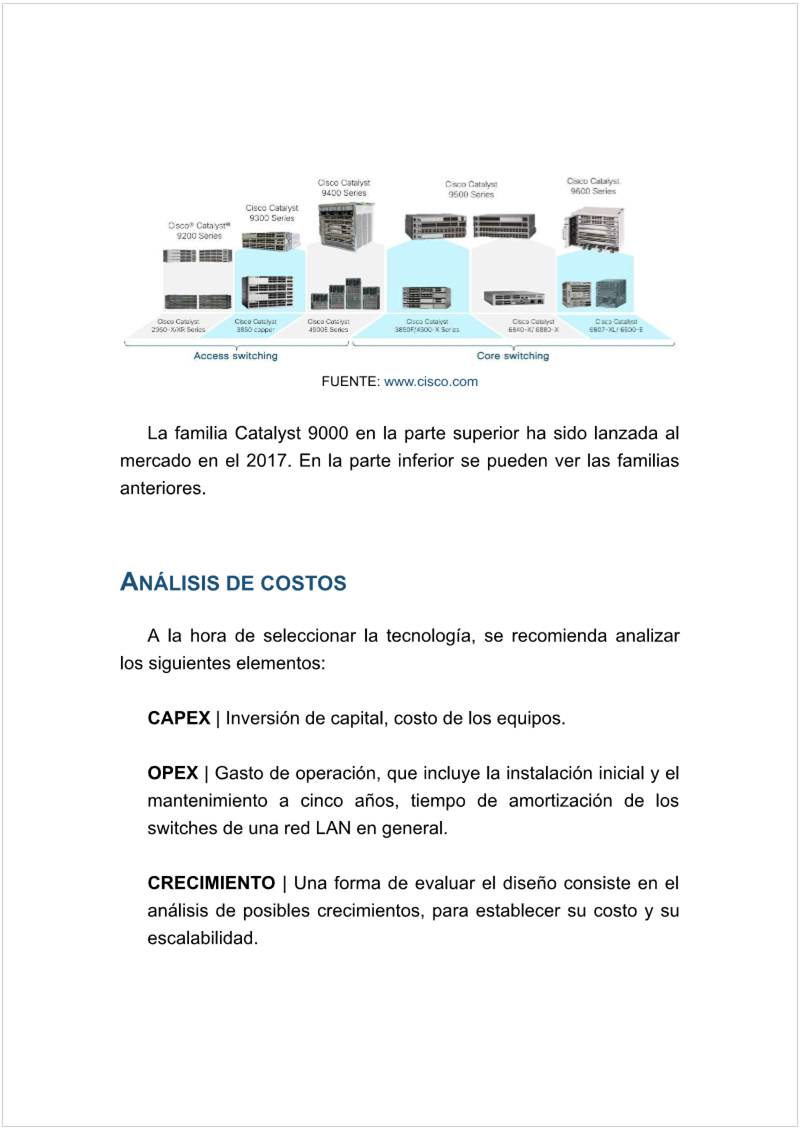 Cisco Catalyst
9400 Series
Cisco Catalyst
9500 Series
Cisco Catalyst
9600 Series
Cisco Catalyst
9300 Series
Cisco® Catalyst®
9200 Series
Cisco Catalyst
2960-X/XR Series
Cisco Catalyst
3850 copper
Cisco Catalyst
4500E Series
Cisco Catalyst
3850F/4500-X Series
Cisco Catalyst
6840-X/ 6880-X
Cisco Catalyst
6807-XL/ 6500-E
Access switching
Core switching
FUENTE: www.cisco.com
La familia Catalyst 9000 en la parte superior ha sido lanzada al
mercado en el 2017. En la parte inferior se pueden ver las familias
anteriores.
ANÁLISIS DE COSTOS
A la hora de seleccionar la tecnología, se recomienda analizar
los siguientes elementos:
CAPEX | Inversión de capital, costo de los equipos.
OPEX | Gasto de operación, que incluye la instalación inicial y el
mantenimiento a cinco años, tiempo de amortización de los
switches de una red LAN en general.
CRECIMIENTO | Una forma de evaluar el diseño consiste en el
análisis de posibles crecimientos, para establecer su costo y su
escalabilidad.